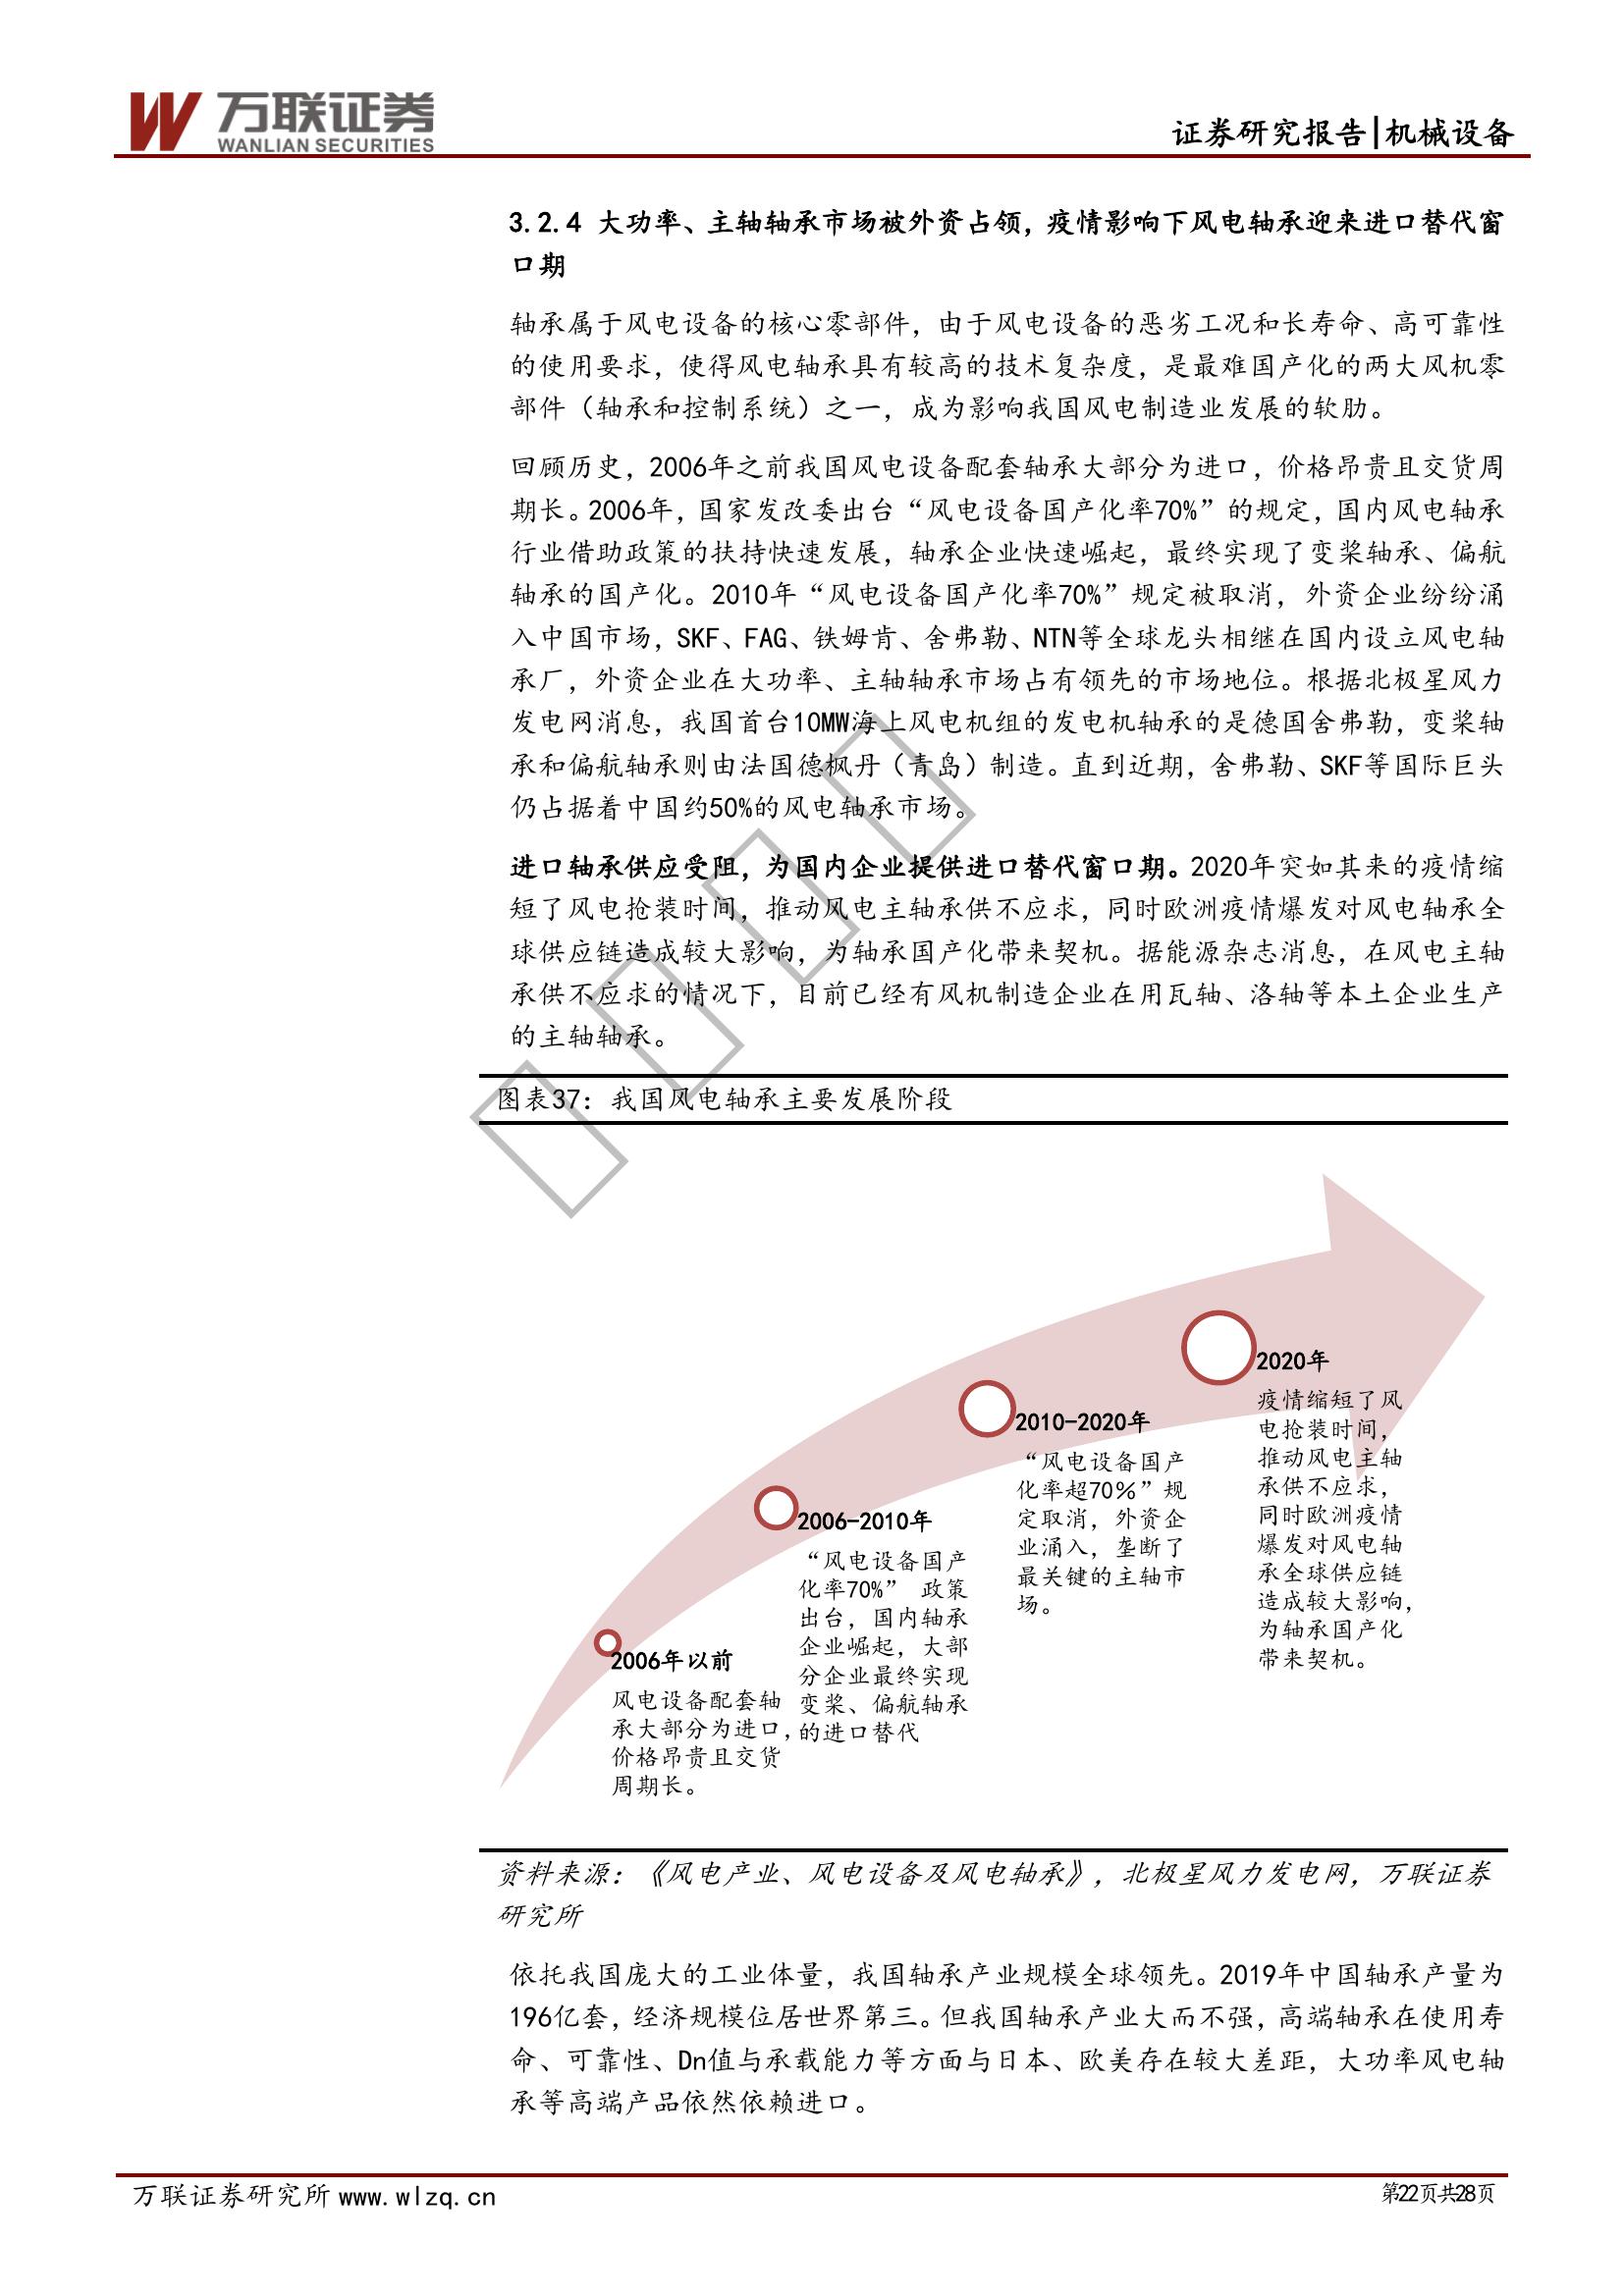 万联证券
WANLIAN SECURITIES
证券研究报告|机械设备
3.2.4 大功率、主轴轴承市场被外资占领，疫情影响下风电轴承迎来进口替代窗
口期
轴承属于风电设备的核心零部件，由于风电设备的恶劣工况和长寿命、高可靠性
的使用要求，使得风电轴承具有较高的技术复杂度，是最难国产化的两大风机零
部件（轴承和控制系统）之一，成为影响我国风电制造业发展的软肋。
回顾历史，2006年之前我国风电设备配套轴承大部分为进口，价格昂贵且交货周
期长。2006年，国家发改委出台“风电设备国产化率70%”的规定，国内风电轴承
行业借助政策的扶持快速发展，轴承企业快速崛起，最终实现了变桨轴承、偏航
轴承的国产化。2010年“风电设备国产化率70%”规定被取消，外资企业纷纷涌
入中国市场，SKF、FAG、铁姆肯、舍弗勒、NTN等全球龙头相继在国内设立风电轴
承厂，外资企业在大功率、主轴轴承市场占有领先的市场地位。根据北极星风力
发电网消息，我国首台10MW海上风电机组的发电机轴承的是德国舍弗勒，变桨轴
承和偏航轴承则由法国德枫丹（青岛）制造。直到近期，舍弗勒、SKF等国际巨头
仍占据着中国约50%的风电轴承市场。
进口轴承供应受阻，为国内企业提供进口替代窗口期。2020年突如其来的疫情缩
短了风电抢装时间，推动风电主轴承供不应求，同时欧洲疫情爆发对风电轴承全
球供应链造成较大影响，为轴承国产化带来契机。据能源杂志消息，在风电主轴
承供不应求的情况下，目前已经有风机制造企业在用瓦轴、洛轴等本土企业生产
的主轴轴承。
图表37：我国风电轴承主要发展阶段
2006年以前
风电设备配套轴
承大部分为进口，
价格昂贵且交货
周期长。
2006-2010年
“风电设备国产
化率70%” 政策
出台，国内轴承
企业崛起，大部
分企业最终实现
变桨、偏航轴承
的进口替代
2010-2020年
“风电设备国产
化率超70%”规
定取消，外资企
业涌入，垄断了
最关键的主轴市
场。
2020年
疫情缩短了风
电抢装时间，
推动风电主轴
承供不应求，
同时欧洲疫情
爆发对风电轴
承全球供应链
造成较大影响，
为轴承国产化
带来契机。
资料来源：《风电产业、风电设备及风电轴承》，北极星风力发电网，万联证券
研究所
依托我国庞大的工业体量，我国轴承产业规模全球领先。2019年中国轴承产量为
196亿套，经济规模位居世界第三。但我国轴承产业大而不强，高端轴承在使用寿
命、可靠性、Dn值与承载能力等方面与日本、欧美存在较大差距，大功率风电轴
承等高端产品依然依赖进口。
万联证券研究所 www.wlzq.cn
第22页共28页